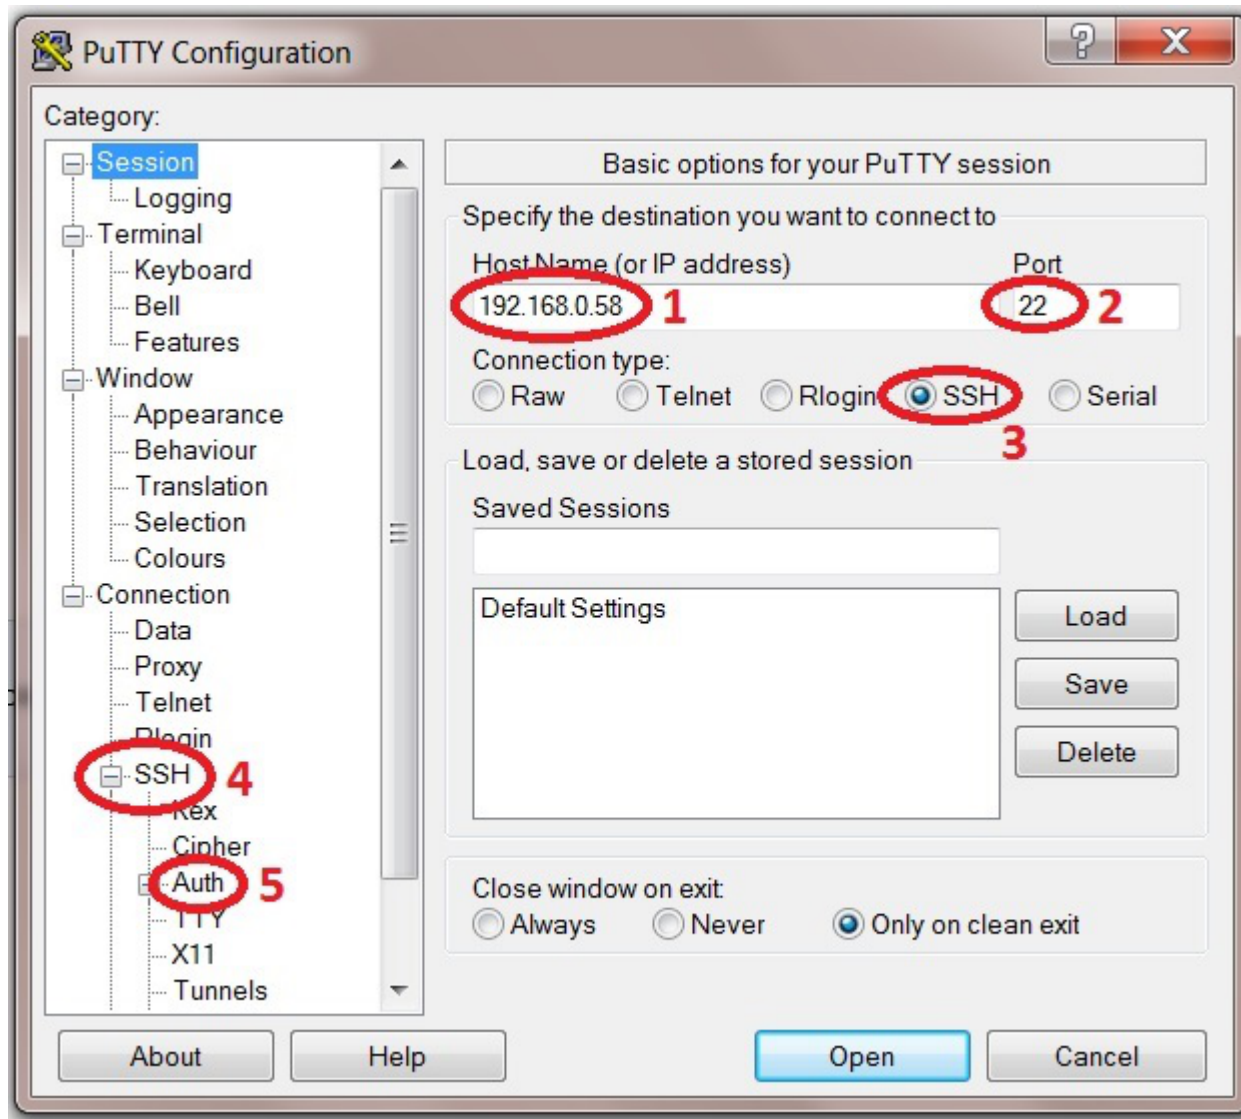 PuTTY Configuration
Category:
Session
Logging
Terminal
Keyboard
Bell
Features
Window
Appearance
Behaviour
Translation
Selection
Colours
Connection
Data
Proxy
Telnet
Rlogin
SSH 4
Kex
Cipher
Auth 5
TTY
X11
Tunnels
Basic options for your PuTTY session
Specify the destination you want to connect to
Host Name (or IP address) Port
192.168.0.58 1 22 2
Connection type:
Raw Telnet Rlogin SSH Serial
3
Load, save or delete a stored session
Saved Sessions
Default Settings
Load
Save
Delete
Close window on exit:
Always Never Only on clean exit
About Help Open Cancel